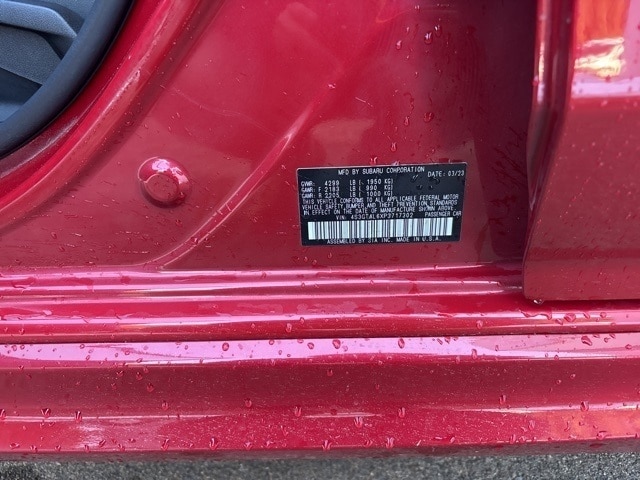 MFD BY SUBARU CORPORATION DATE: 03/23
GVWR: 4299 LB ( 1950 KG)
GAWR: F 2183 LB ( 990 KG)
GAWR: R 2205 LB ( 1000 KG)
THIS VEHICLE CONFORMS TO ALL APPLICABLE FEDERAL MOTOR
VEHICLE SAFETY, BUMPER, AND THEFT PREVENTION STANDARDS
IN EFFECT ON THE DATE OF MANUFACTURE SHOWN ABOVE.
VIN: 4S3GTAL6XP3717302 PASSENGER CAR
ASSEMBLED BY SIA INC. MADE IN U.S.A.